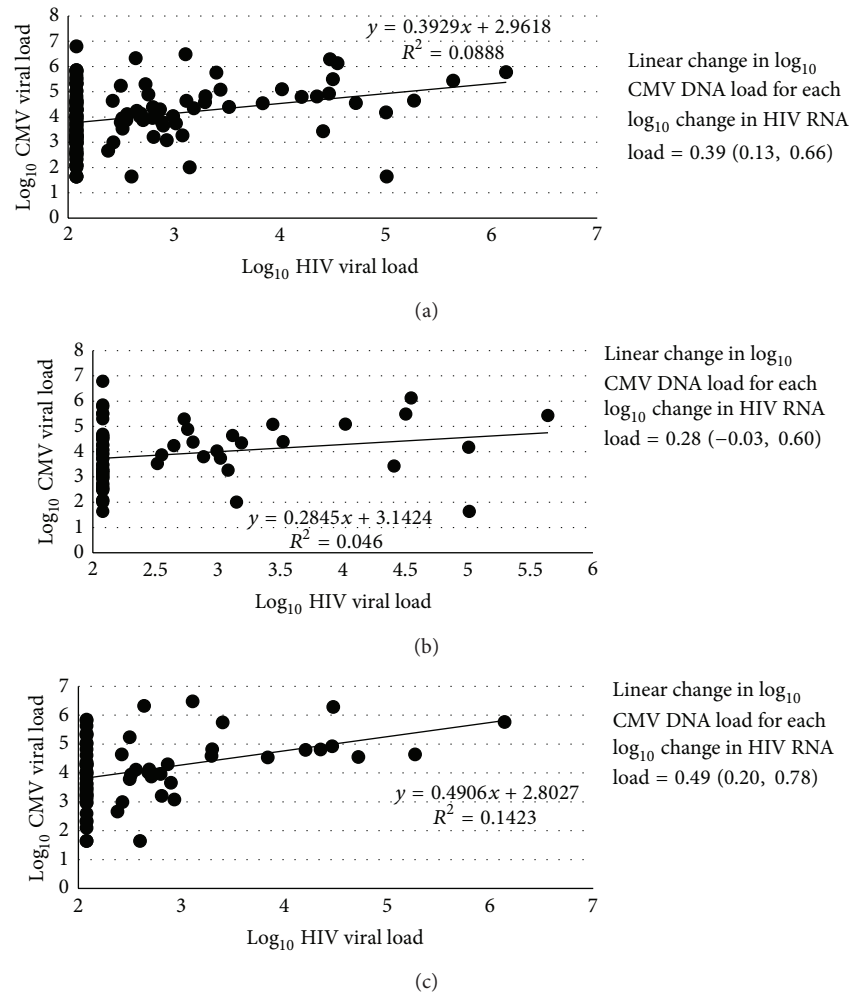 8
7
6
5
4
3
2
1
0
Log₁₀ CMV viral load
y = 0.3929x + 2.9618
R² = 0.0888
2 3 4 5 6 7
Log₁₀ HIV viral load
Linear change in log₁₀
CMV DNA load for each
log₁₀ change in HIV RNA
load = 0.39 (0.13, 0.66)
(a)
8
7
6
5
4
3
2
1
0
Log₁₀ CMV viral load
y = 0.2845x + 3.1424
R² = 0.046
2 2.5 3 3.5 4 4.5 5 5.5 6
Log₁₀ HIV viral load
Linear change in log₁₀
CMV DNA load for each
log₁₀ change in HIV RNA
load = 0.28 (−0.03, 0.60)
(b)
7
6
5
4
3
2
1
0
Log₁₀ CMV viral load
y = 0.4906x + 2.8027
R² = 0.1423
2 3 4 5 6 7
Log₁₀ HIV viral load
Linear change in log₁₀
CMV DNA load for each
log₁₀ change in HIV RNA
load = 0.49 (0.20, 0.78)
(c)